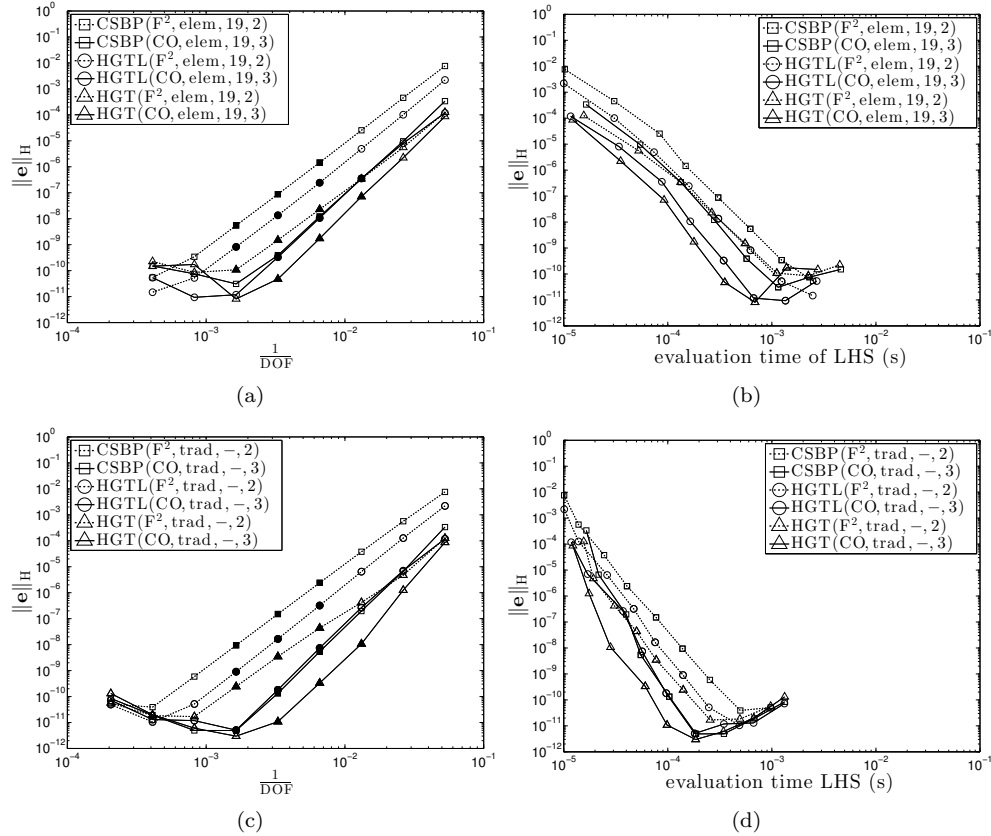 10^0
10^-1
10^-2
10^-3
10^-4
10^-5
10^-6
10^-7
10^-8
10^-9
10^-10
10^-11
10^-12
‖e‖_H
CSBP(F², elem, 19, 2)
CSBP(CO, elem, 19, 3)
HGTL(F², elem, 19, 2)
HGTL(CO, elem, 19, 3)
HGT(F², elem, 19, 2)
HGT(CO, elem, 19, 3)
10^-4 10^-3 10^-2 10^-1
1/DOF
(a)
10^0
10^-1
10^-2
10^-3
10^-4
10^-5
10^-6
10^-7
10^-8
10^-9
10^-10
10^-11
10^-12
‖e‖_H
CSBP(F², elem, 19, 2)
CSBP(CO, elem, 19, 3)
HGTL(F², elem, 19, 2)
HGTL(CO, elem, 19, 3)
HGT(F², elem, 19, 2)
HGT(CO, elem, 19, 3)
10^-5 10^-4 10^-3 10^-2 10^-1
evaluation time of LHS (s)
(b)
10^0
10^-1
10^-2
10^-3
10^-4
10^-5
10^-6
10^-7
10^-8
10^-9
10^-10
10^-11
10^-12
‖e‖_H
CSBP(F², trad, −, 2)
CSBP(CO, trad, −, 3)
HGTL(F², trad, −, 2)
HGTL(CO, trad, −, 3)
HGT(F², trad, −, 2)
HGT(CO, trad, −, 3)
10^-4 10^-3 10^-2 10^-1
1/DOF
(c)
10^0
10^-1
10^-2
10^-3
10^-4
10^-5
10^-6
10^-7
10^-8
10^-9
10^-10
10^-11
10^-12
‖e‖_H
CSBP(F², trad, −, 2)
CSBP(CO, trad, −, 3)
HGTL(F², trad, −, 2)
HGTL(CO, trad, −, 3)
HGT(F², trad, −, 2)
HGT(CO, trad, −, 3)
10^-5 10^-4 10^-3 10^-2 10^-1
evaluation time LHS (s)
(d)